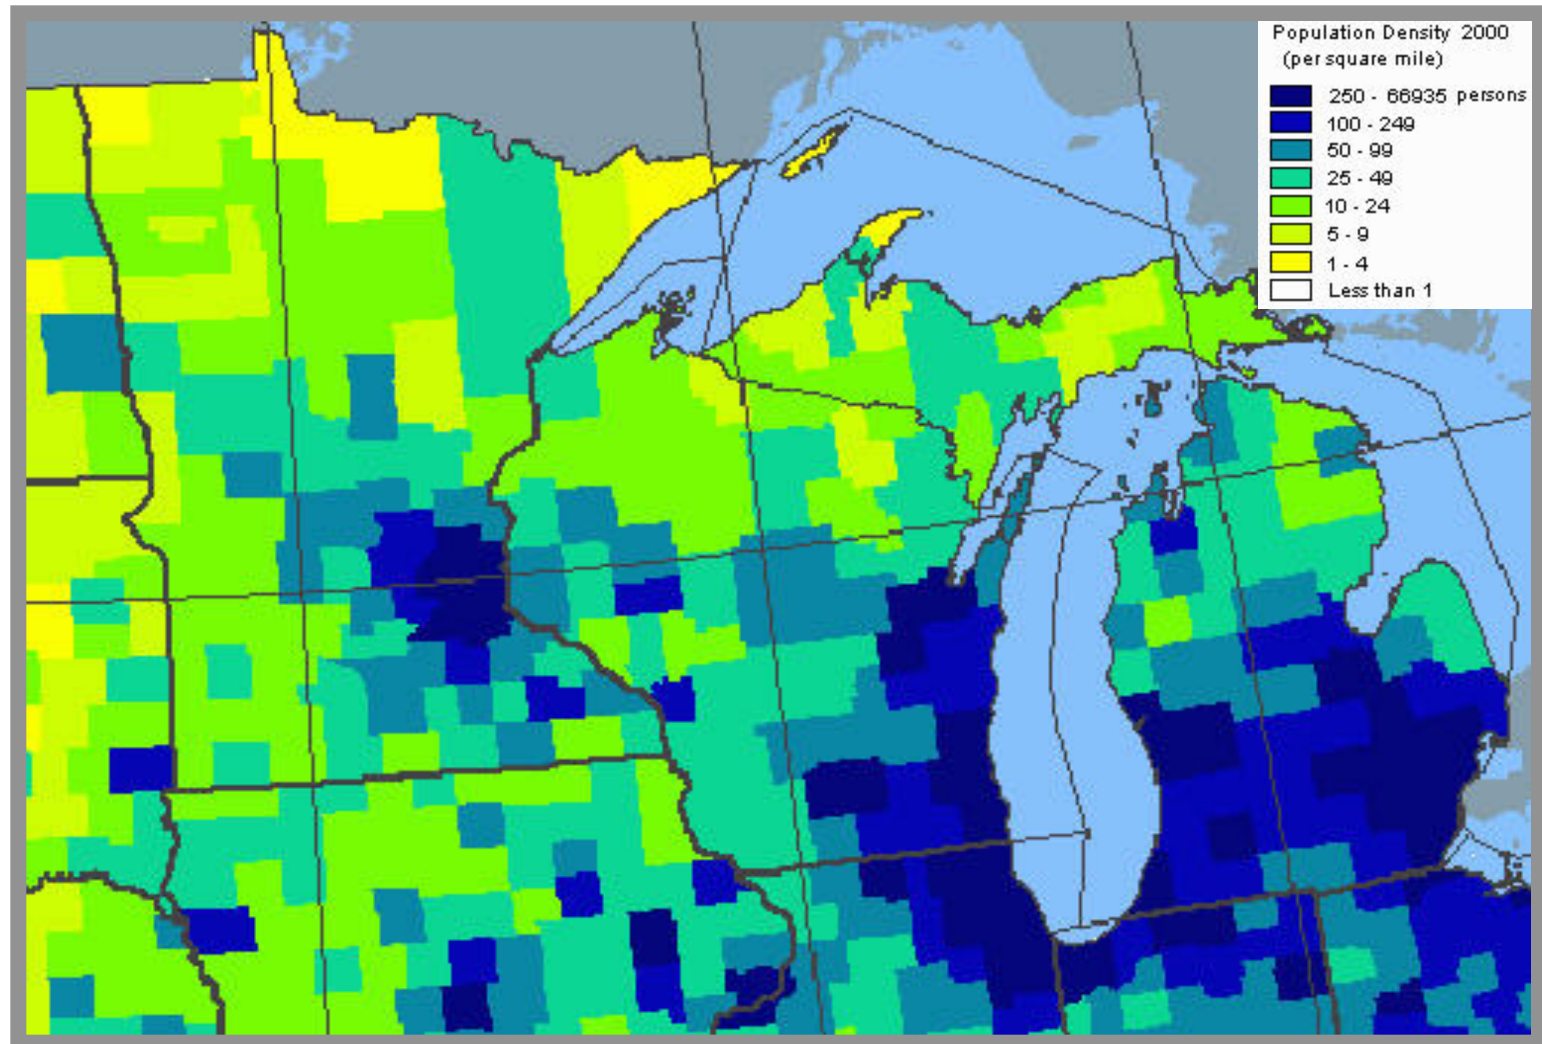 Population Density 2000
(per square mile)
250 - 66935 persons
100 - 249
50 - 99
25 - 49
10 - 24
5 - 9
1 - 4
Less than 1